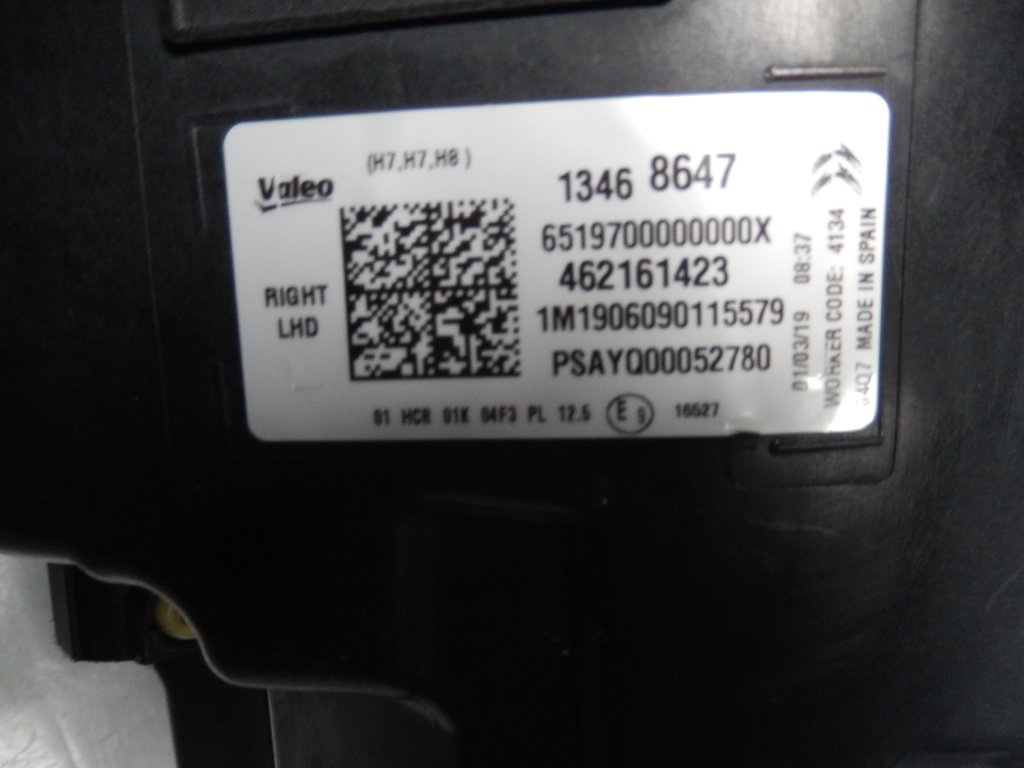 (H7,H7,H8)
Valeo
1346 8647
6519700000000X
462161423
RIGHT
LHD
1M1906090115579
PSAYQ00052780
01 HCR 01K 04F3 PL 12.5 E9 16527
01/03/19 08:37
WORKER CODE: 4134
MADE IN SPAIN